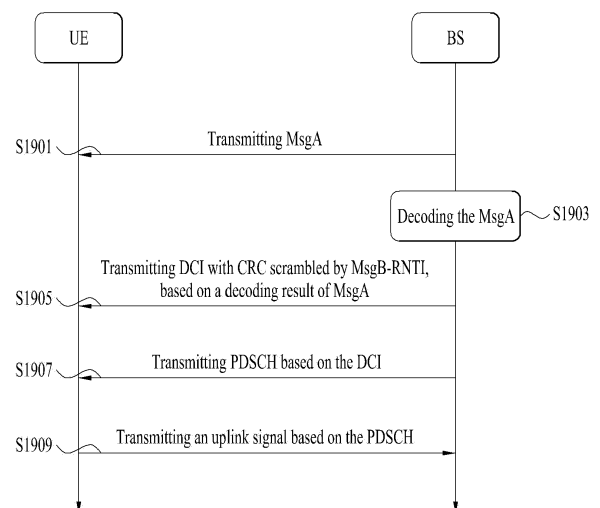 UE
BS
S1901
Transmitting MsgA
Decoding the MsgA
S1903
Transmitting DCI with CRC scrambled by MsgB-RNTI,
based on a decoding result of MsgA
S1905
Transmitting PDSCH based on the DCI
S1907
Transmitting an uplink signal based on the PDSCH
S1909